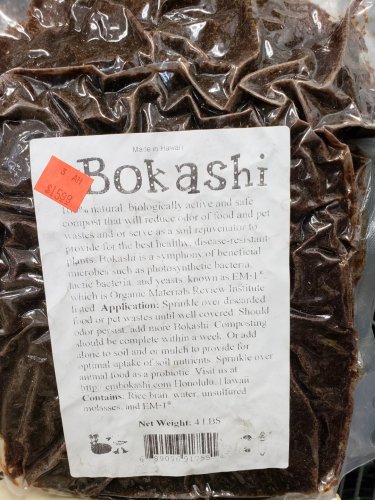 Made in Hawaii
Bokashi
3 AH
$1599
100% natural, biologically active and safe
compost that will reduce odor of food and pet
wastes and or serve as a soil rejuvenator to
provide for the best healthy, disease-resistant
plants. Bokashi is a symphony of beneficial
microbes such as photosynthetic bacteria,
lactic bacteria, and yeasts, known as EM-1®
which is Organic Materials Review Institute
listed. Application: Sprinkle over discarded
food or pet wastes until well covered. Should
odor persist, add more Bokashi. Composting
should be complete within a week. Or add
alone to soil and or mulch to provide for
optimal uptake of soil nutrients. Sprinkle over
animal food as a probiotic. Visit us at
http://embokashi.com Honolulu, Hawaii
Contains: Rice bran, water, unsulfured
molasses, and EM-1®
Net Weight: 4 LBS